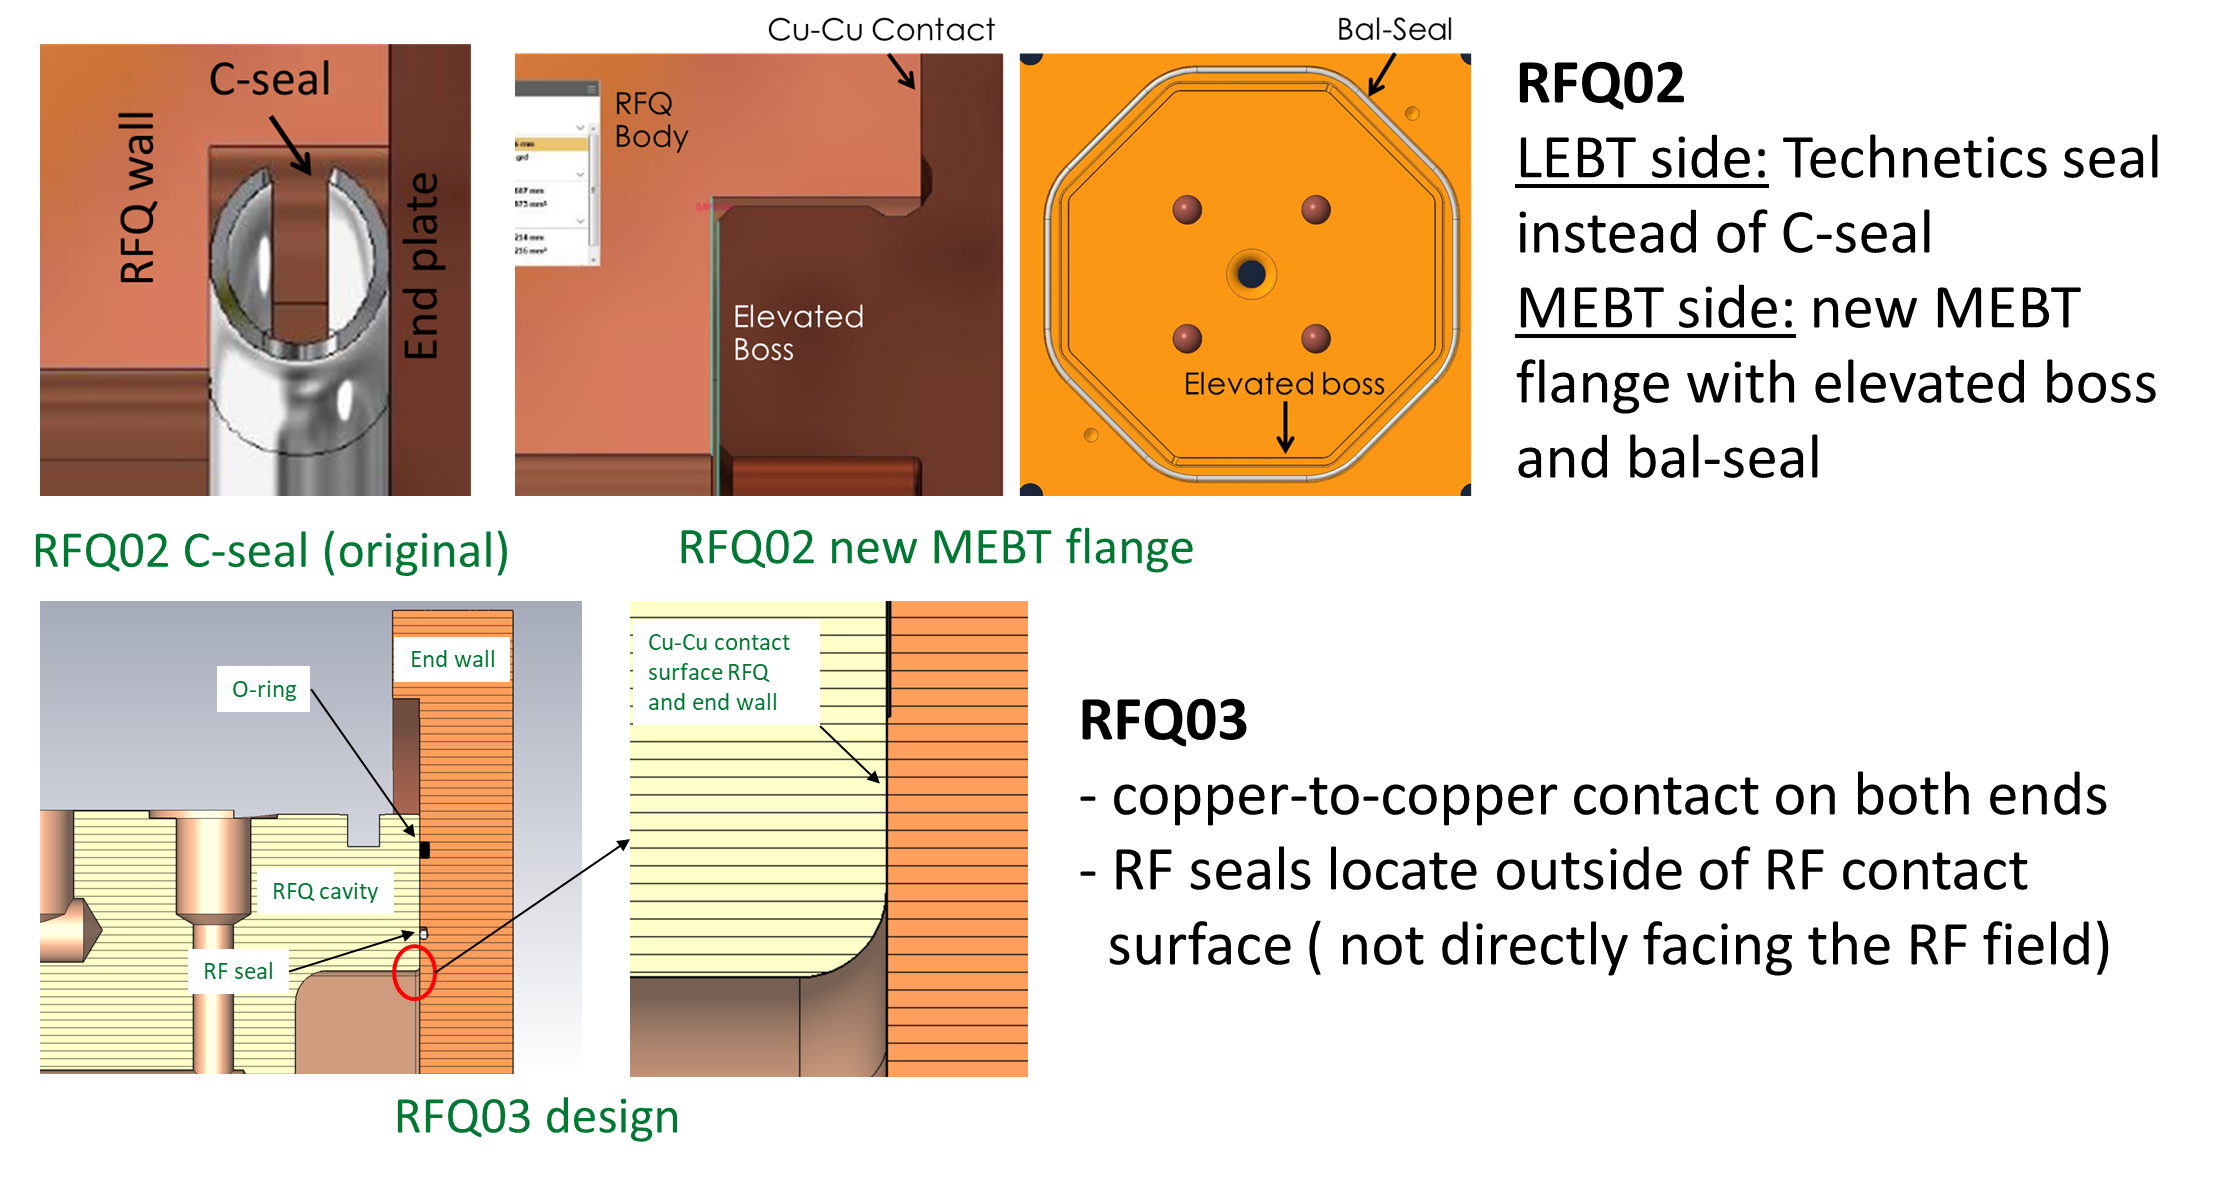 C-seal
RFQ wall
End plate
Cu-Cu Contact
RFQ
Body
Elevated
Boss
Bal-Seal
Elevated boss
RFQ02
LEBT side: Technetics seal
instead of C-seal
MEBT side: new MEBT
flange with elevated boss
and bal-seal
RFQ02 C-seal (original)
RFQ02 new MEBT flange
End wall
O-ring
RFQ cavity
RF seal
Cu-Cu contact
surface RFQ
and end wall
RFQ03
- copper-to-copper contact on both ends
- RF seals locate outside of RF contact
surface ( not directly facing the RF field)
RFQ03 design